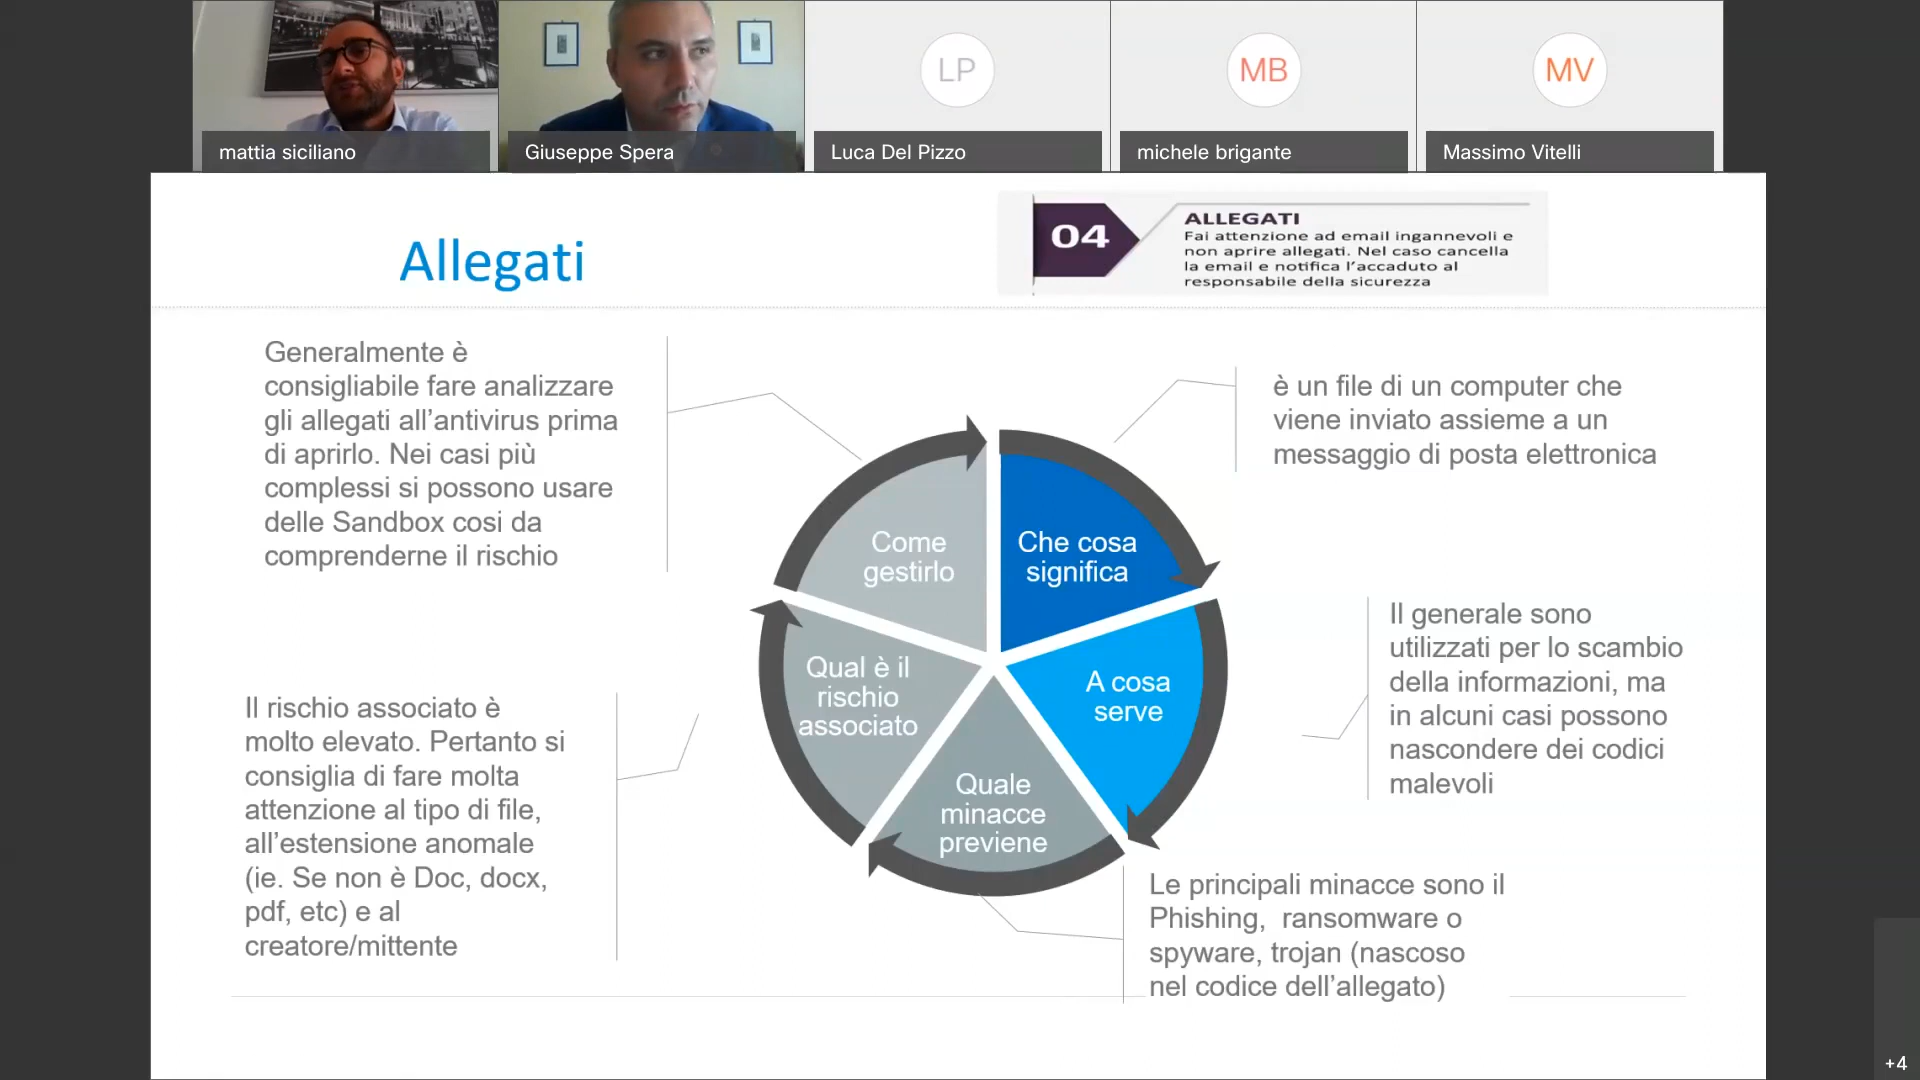 LP
MB
MV
mattia siciliano
Giuseppe Spera
Luca Del Pizzo
michele brigante
Massimo Vitelli
Allegati
04
ALLEGATI
Fai attenzione ad email ingannevoli e
non aprire allegati. Nel caso cancella
la email e notifica l'accaduto al
responsabile della sicurezza
Generalmente è
consigliabile fare analizzare
gli allegati all'antivirus prima
di aprirlo. Nei casi più
complessi si possono usare
delle Sandbox cosi da
comprenderne il rischio
è un file di un computer che
viene inviato assieme a un
messaggio di posta elettronica
Come
gestirlo
Che cosa
significa
Il generale sono
utilizzati per lo scambio
della informazioni, ma
in alcuni casi possono
nascondere dei codici
malevoli
Qual è il
rischio
associato
A cosa
serve
Il rischio associato è
molto elevato. Pertanto si
consiglia di fare molta
attenzione al tipo di file,
all'estensione anomale
(ie. Se non è Doc, docx,
pdf, etc) e al
creatore/mittente
Quale
minacce
previene
Le principali minacce sono il
Phishing,  ransomware o
spyware, trojan (nascoso
nel codice dell'allegato)
+4